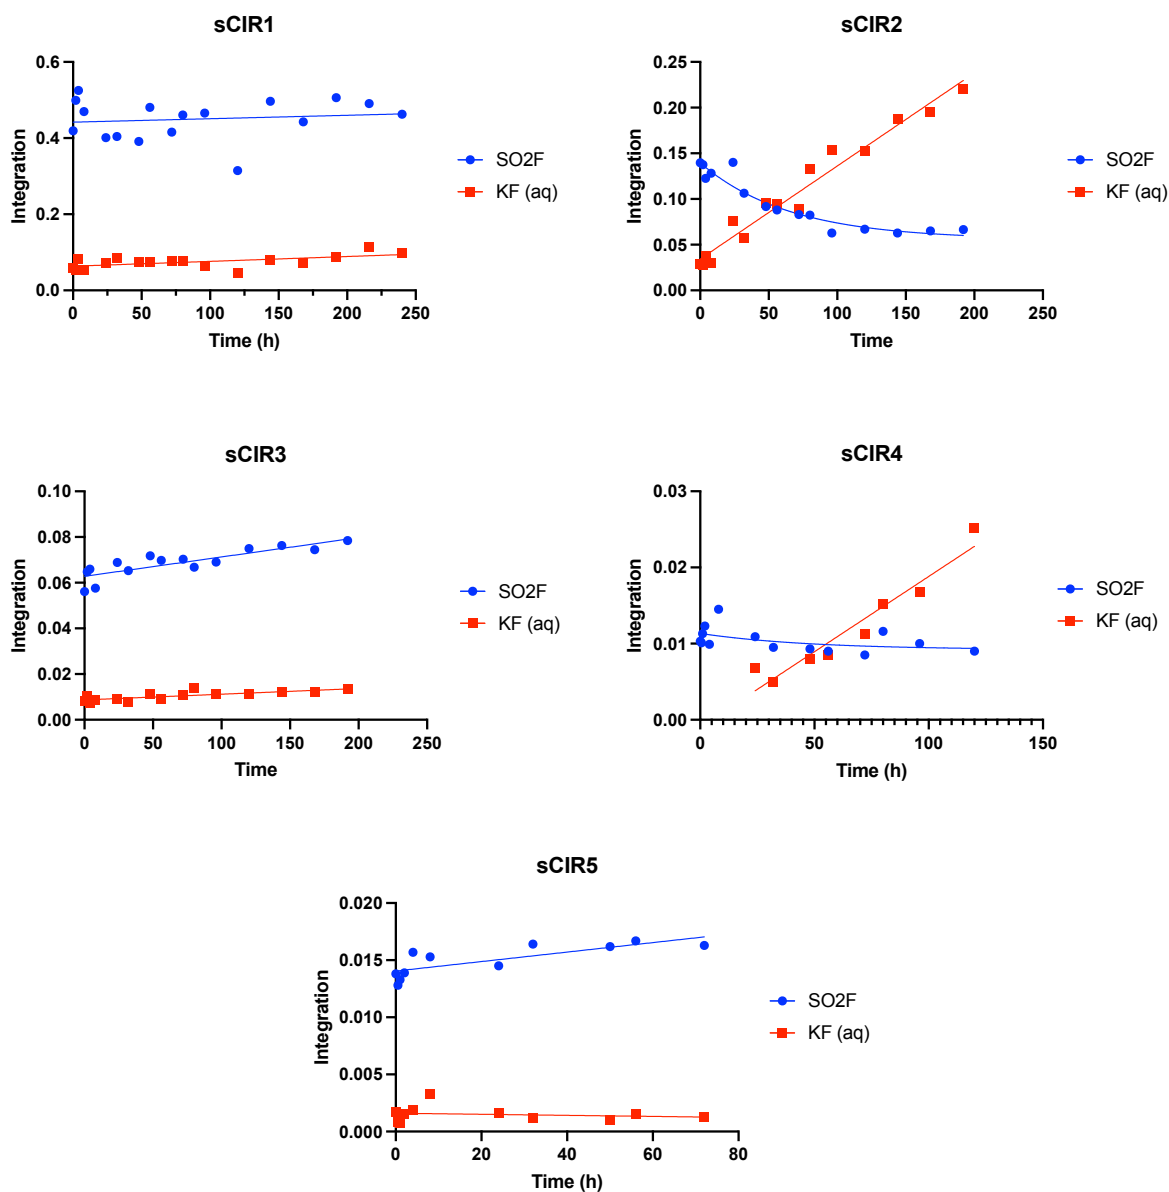 sCIR1
0.6
0.4
0.2
0.0
Integration
0 50 100 150 200 250
Time (h)
SO2F
KF (aq)
sCIR2
0.25
0.20
0.15
0.10
0.05
0.00
Integration
0 50 100 150 200 250
Time
SO2F
KF (aq)
sCIR3
0.10
0.08
0.06
0.04
0.02
0.00
Integration
0 50 100 150 200 250
Time
SO2F
KF (aq)
sCIR4
0.03
0.02
0.01
0.00
Integration
0 50 100 150
Time (h)
SO2F
KF (aq)
sCIR5
0.020
0.015
0.010
0.005
0.000
Integration
0 20 40 60 80
Time (h)
SO2F
KF (aq)